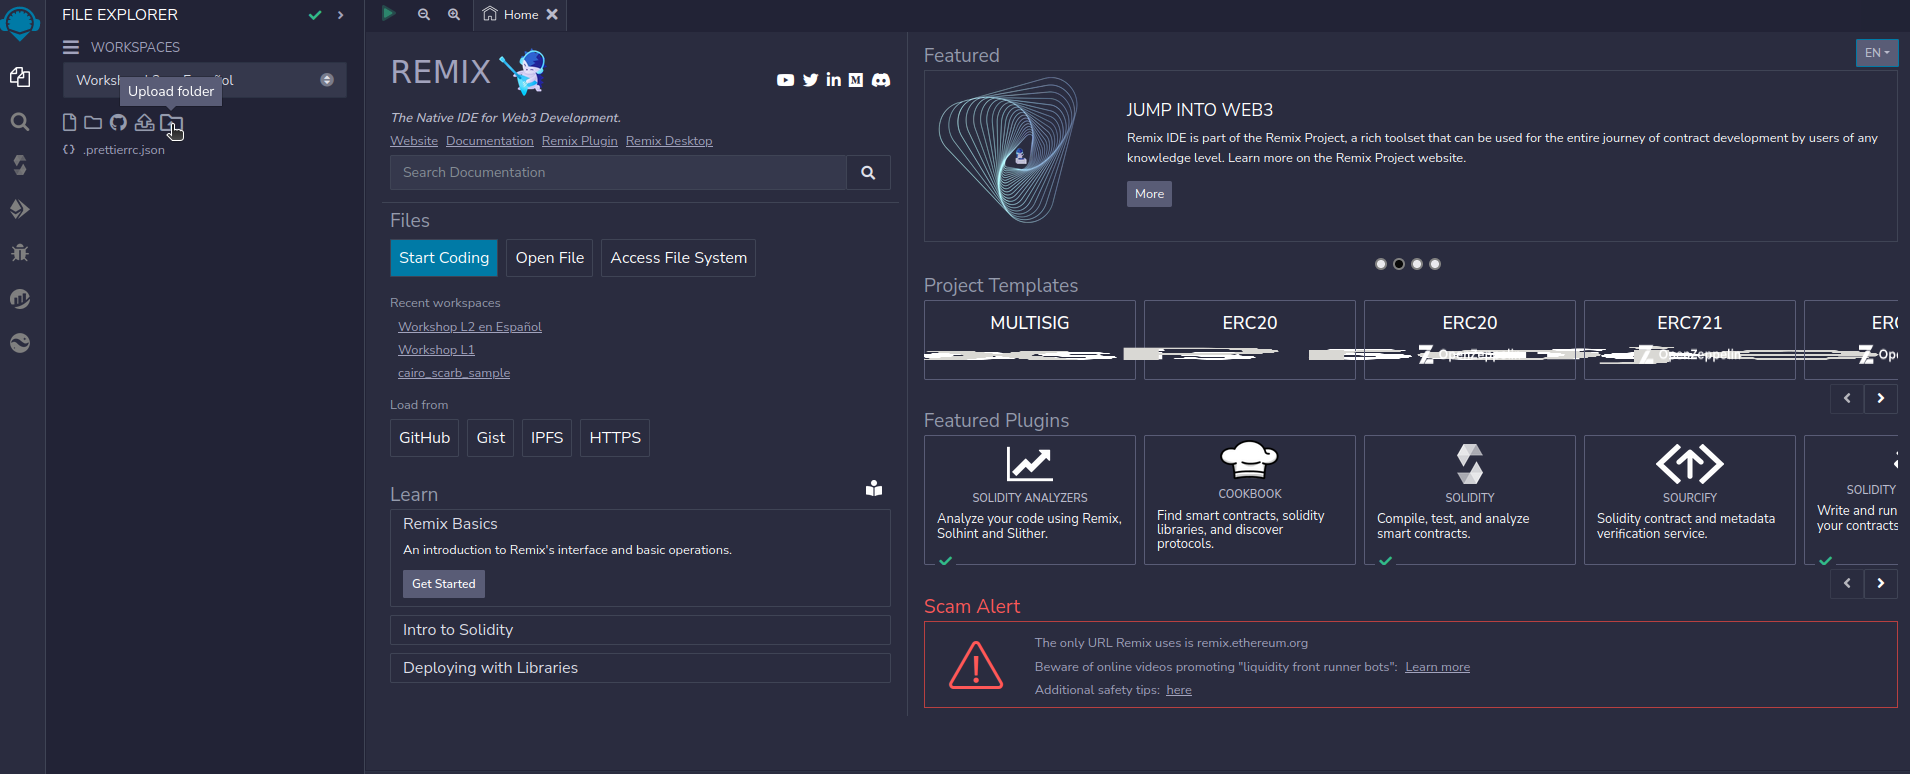 FILE EXPLORER
WORKSPACES
Español
Upload folder
.prettierrc.json
Home
REMIX
The Native IDE for Web3 Development.
Website Documentation Remix Plugin Remix Desktop
Search Documentation
Files
Start Coding Open File Access File System
Recent workspaces
Workshop L2 en Español
Workshop L1
cairo_scarb_sample
Load from
GitHub Gist IPFS HTTPS
Learn
Remix Basics
An introduction to Remix's interface and basic operations.
Get Started
Intro to Solidity
Deploying with Libraries
Featured
EN
JUMP INTO WEB3
Remix IDE is part of the Remix Project, a rich toolset that can be used for the entire journey of contract development by users of any
knowledge level. Learn more on the Remix Project website.
More
Project Templates
MULTISIG
ERC20
ERC20
OpenZeppelin
ERC721
OpenZeppelin
ERC
Ope
Featured Plugins
SOLIDITY ANALYZERS
Analyze your code using Remix,
Solhint and Slither.
COOKBOOK
Find smart contracts, solidity
libraries, and discover
protocols.
SOLIDITY
Compile, test, and analyze
smart contracts.
SOURCIFY
Solidity contract and metadata
verification service.
SOLIDITY
Write and run
your contracts
Scam Alert
The only URL Remix uses is remix.ethereum.org
Beware of online videos promoting "liquidity front runner bots": Learn more
Additional safety tips: here